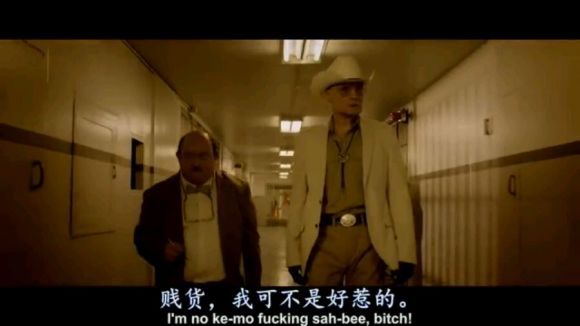 贱货，我可不是好惹的。
I'm no ke-mo fucking sah-bee, bitch!